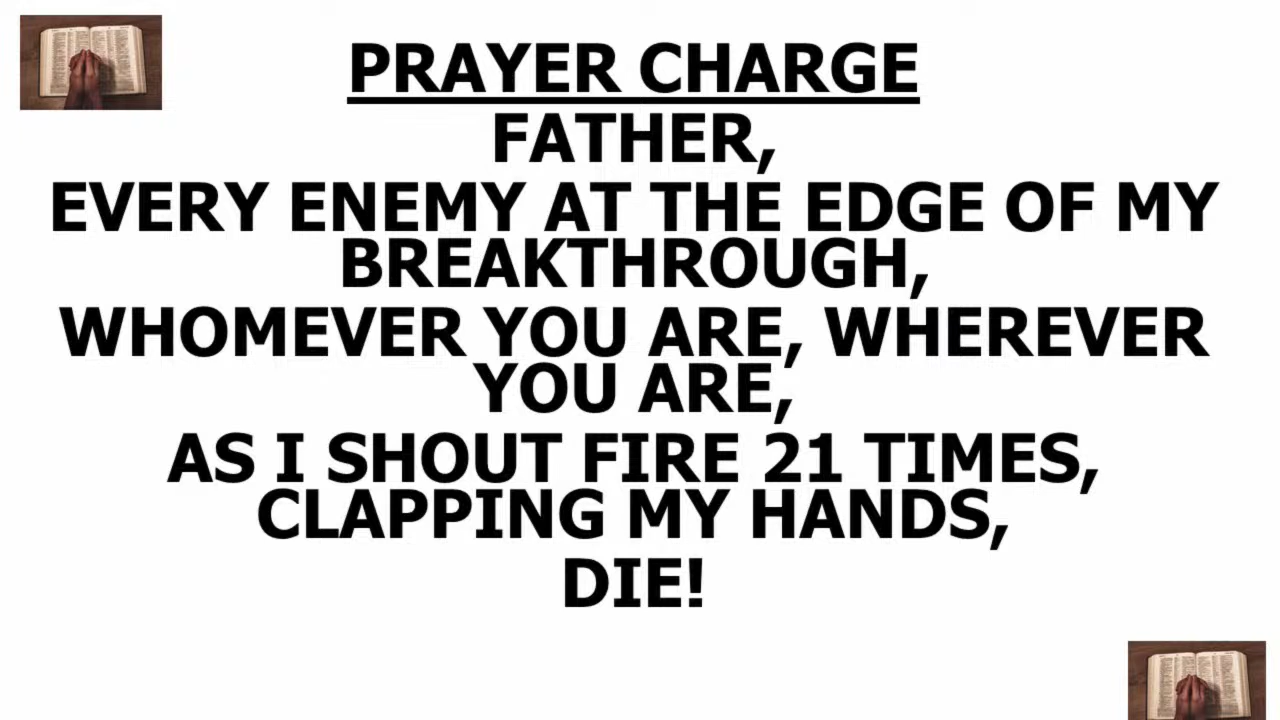 PRAYER CHARGE
FATHER,
EVERY ENEMY AT THE EDGE OF MY
BREAKTHROUGH,
WHOMEVER YOU ARE, WHEREVER
YOU ARE,
AS I SHOUT FIRE 21 TIMES,
CLAPPING MY HANDS,
DIE!